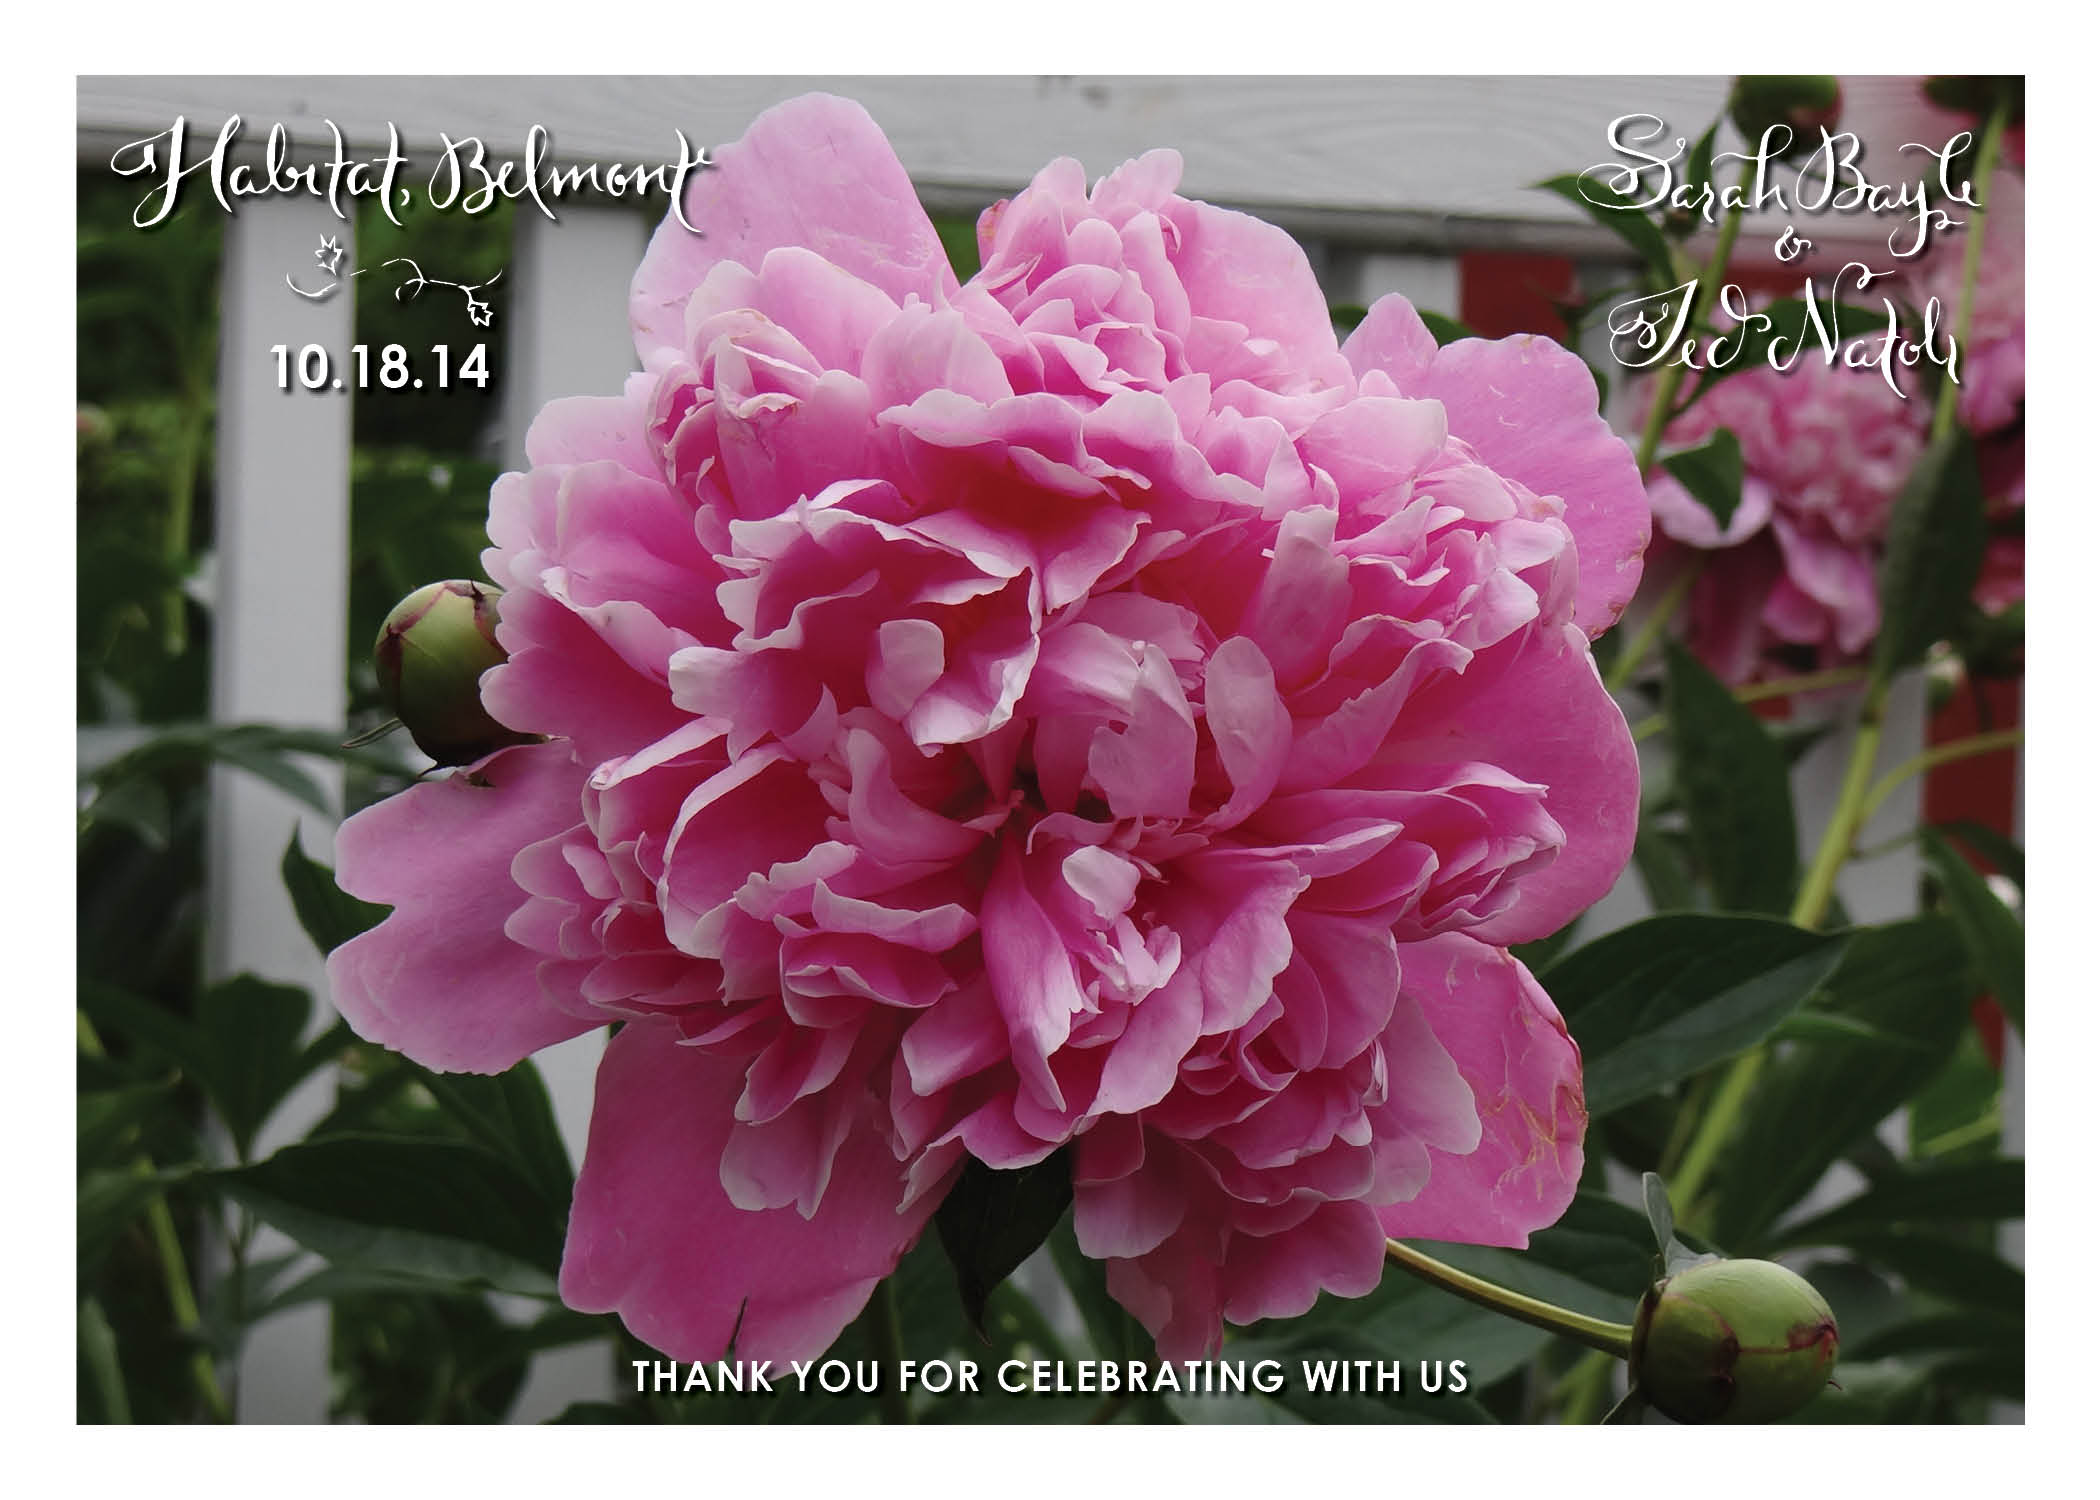 Habitat, Belmont
10.18.14
Sarah Bayle
&
Ted Natoli
THANK YOU FOR CELEBRATING WITH US